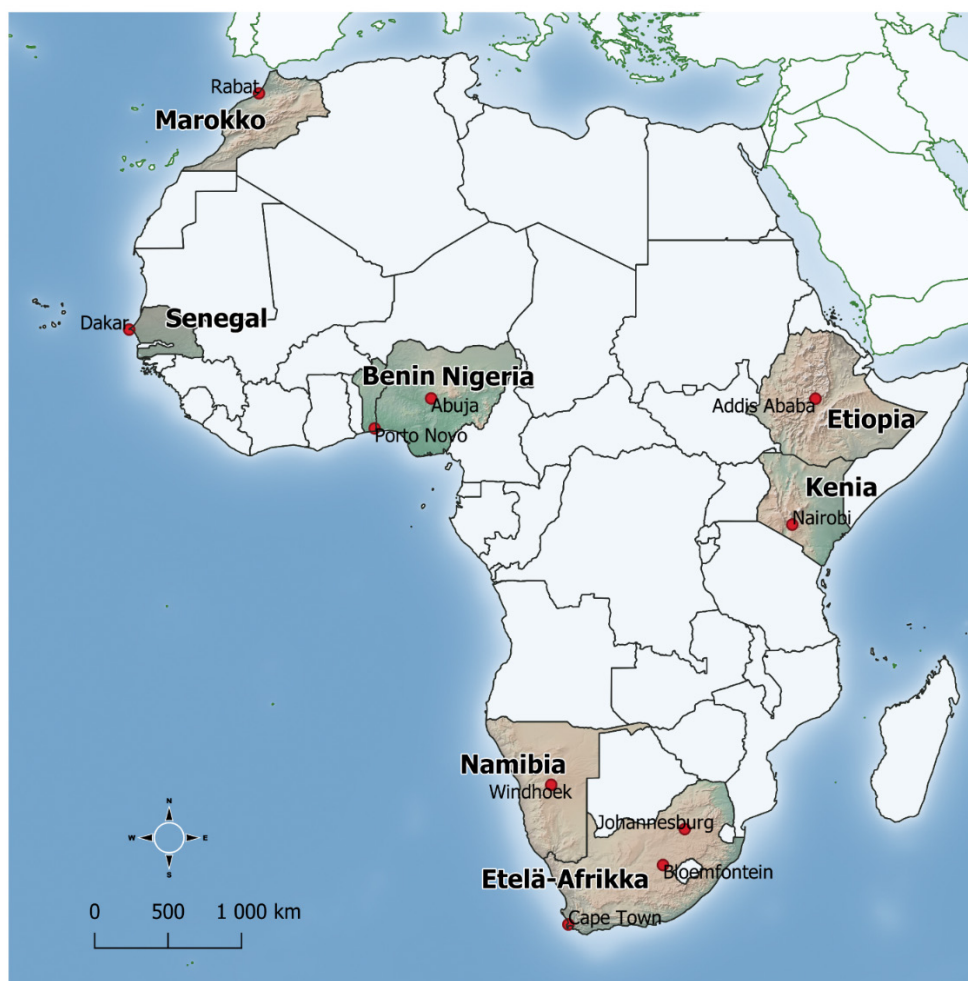 Rabat
Marokko
Dakar
Senegal
Benin Nigeria
Abuja
Porto Novo
Addis Ababa
Etiopia
Kenia
Nairobi
Namibia
Windhoek
Johannesburg
Etelä-Afrikka
Bloemfontein
Cape Town
N
W E
S
0 500 1 000 km